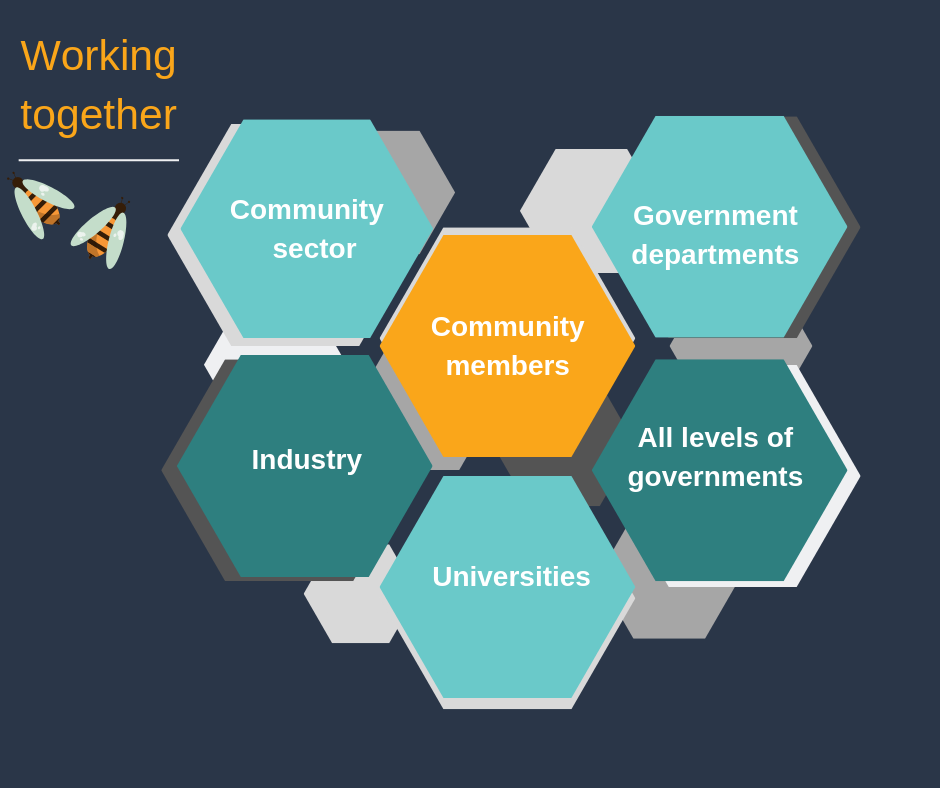 Working
together
Community
sector
Government
departments
Community
members
Industry
All levels of
governments
Universities